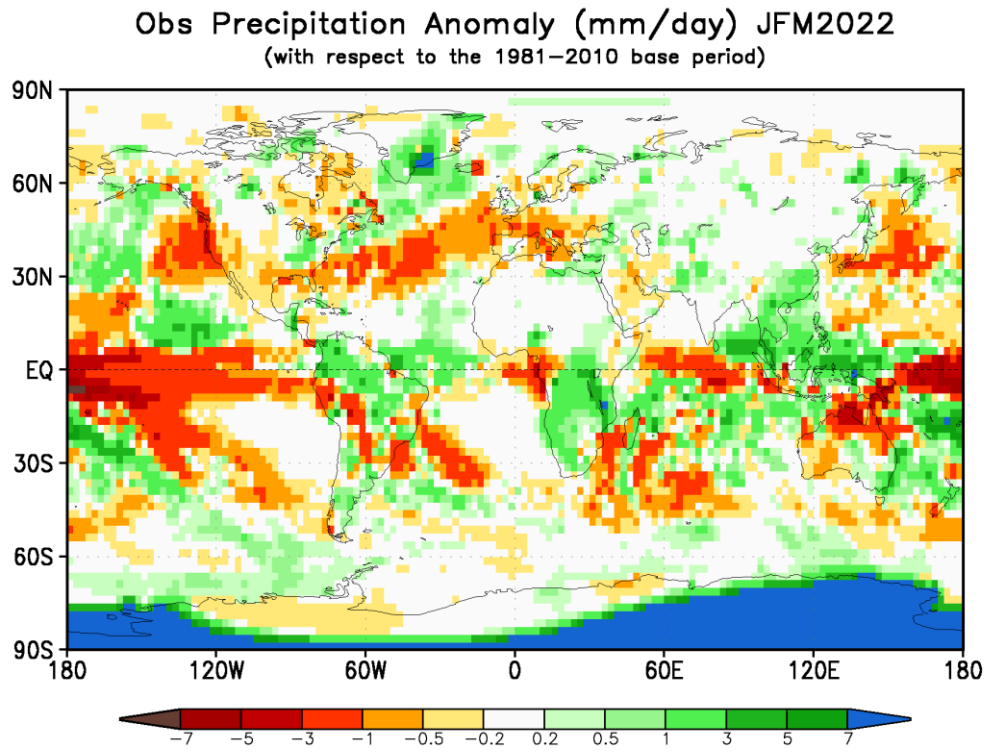 Obs Precipitation Anomaly (mm/day) JFM2022
(with respect to the 1981−2010 base period)
90N
60N
30N
EQ
30S
60S
90S
180 120W 60W 0 60E 120E 180
−7 −5 −3 −1 −0.5 −0.2 0.2 0.5 1 3 5 7